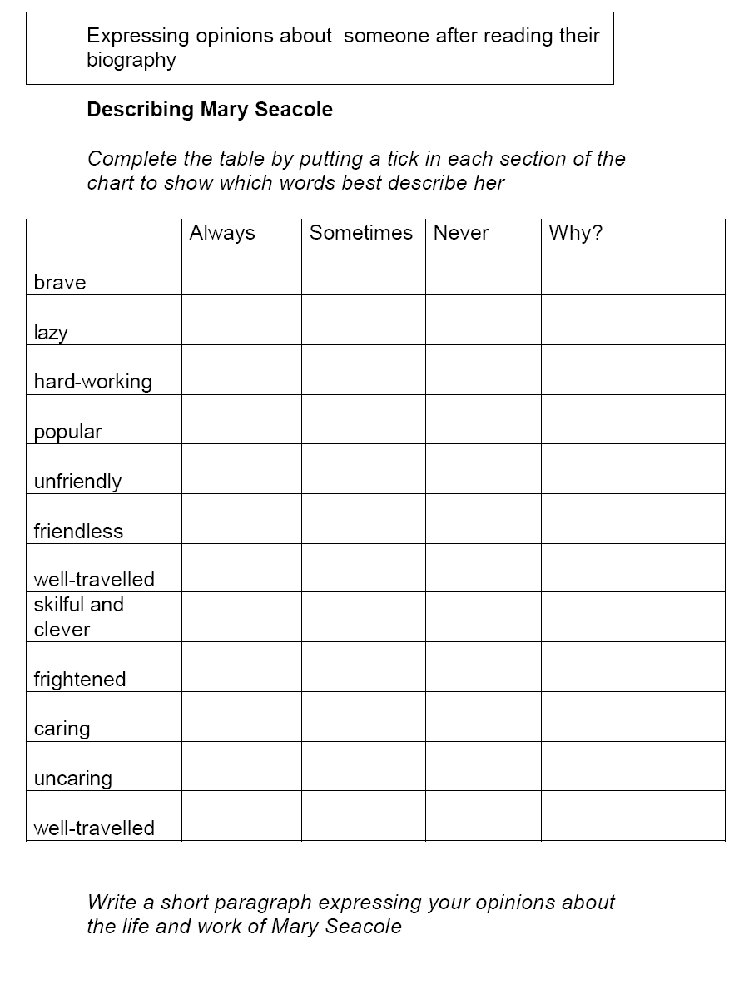 Expressing opinions about  someone after reading their
biography
Describing Mary Seacole
Complete the table by putting a tick in each section of the
chart to show which words best describe her
Always Sometimes Never Why?
brave
lazy
hard-working
popular
unfriendly
friendless
well-travelled
skilful and
clever
frightened
caring
uncaring
well-travelled
Write a short paragraph expressing your opinions about
the life and work of Mary Seacole